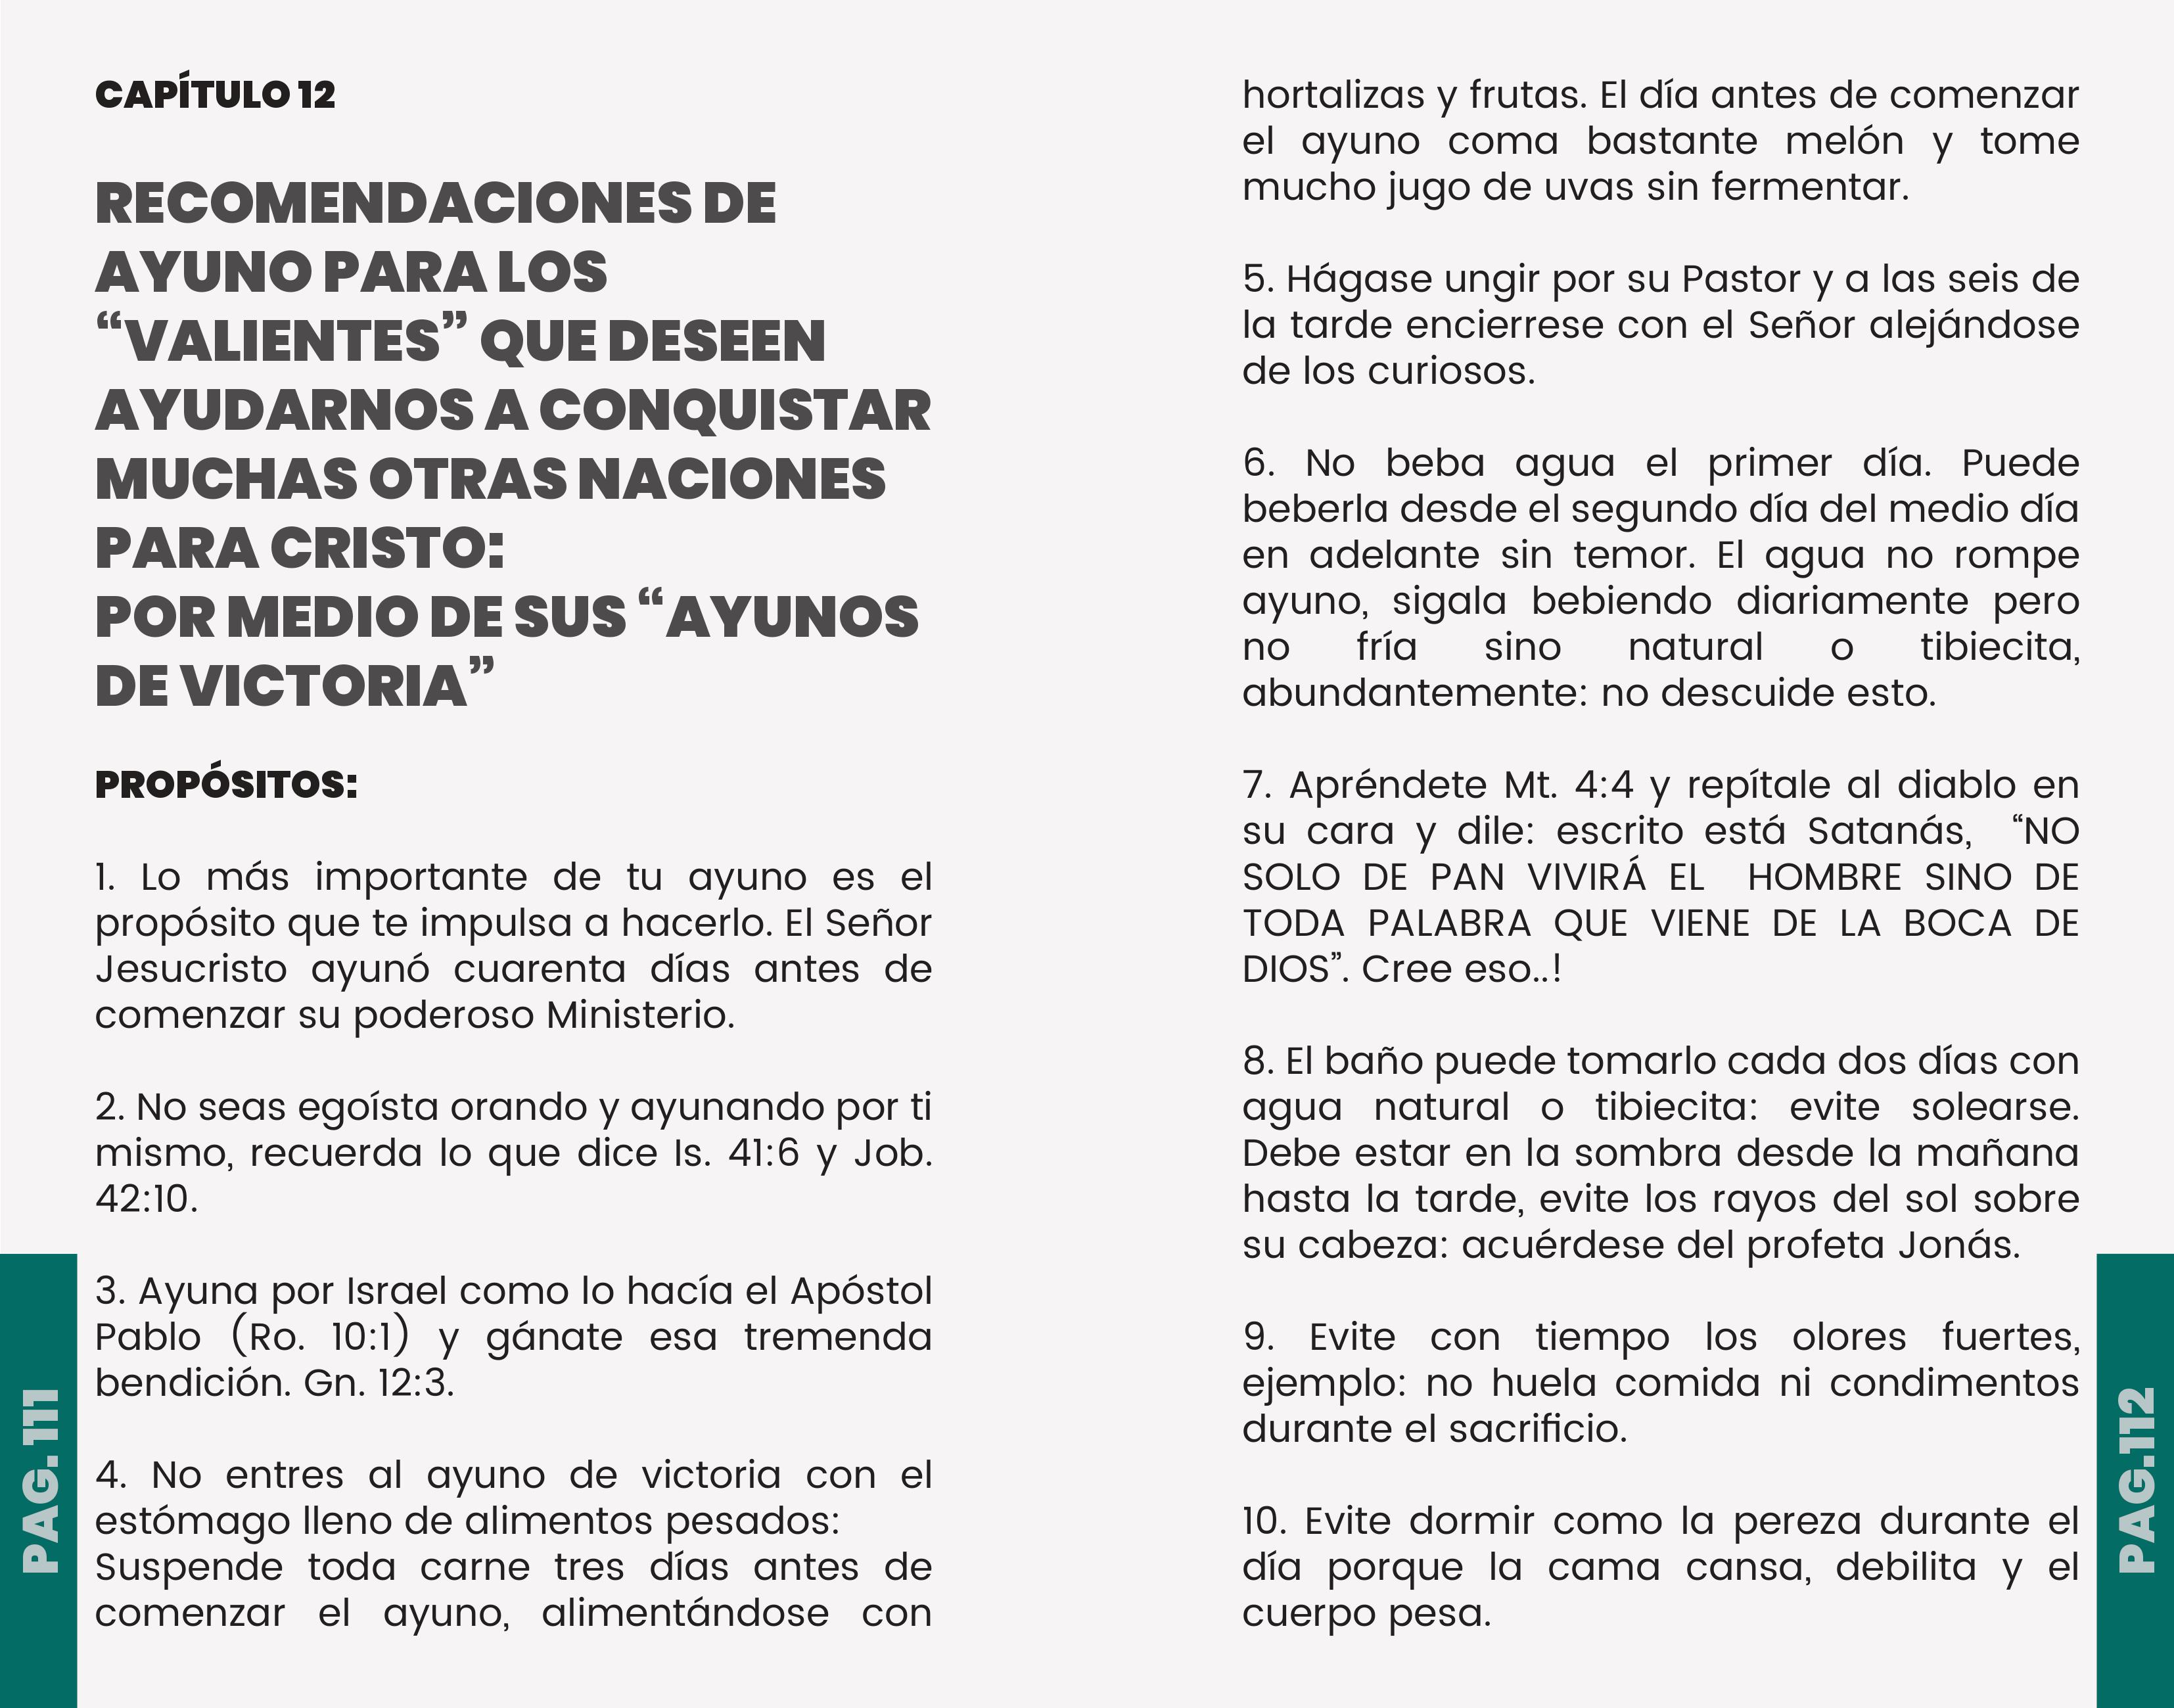 CAPÍTULO 12
RECOMENDACIONES DE
AYUNO PARA LOS
“VALIENTES” QUE DESEEN
AYUDARNOS A CONQUISTAR
MUCHAS OTRAS NACIONES
PARA CRISTO:
POR MEDIO DE SUS “AYUNOS
DE VICTORIA”
PROPÓSITOS:
1. Lo más importante de tu ayuno es el
propósito que te impulsa a hacerlo. El Señor
Jesucristo ayunó cuarenta días antes de
comenzar su poderoso Ministerio.
2. No seas egoísta orando y ayunando por ti
mismo, recuerda lo que dice Is. 41:6 y Job.
42:10.
3. Ayuna por Israel como lo hacía el Apóstol
Pablo (Ro. 10:1) y gánate esa tremenda
bendición. Gn. 12:3.
4. No entres al ayuno de victoria con el
estómago lleno de alimentos pesados:
Suspende toda carne tres días antes de
comenzar el ayuno, alimentándose con
PAG. 111
hortalizas y frutas. El día antes de comenzar
el ayuno coma bastante melón y tome
mucho jugo de uvas sin fermentar.
5. Hágase ungir por su Pastor y a las seis de
la tarde encierrese con el Señor alejándose
de los curiosos.
6. No beba agua el primer día. Puede
beberla desde el segundo día del medio día
en adelante sin temor. El agua no rompe
ayuno, sigala bebiendo diariamente pero
no fría sino natural o tibiecita,
abundantemente: no descuide esto.
7. Apréndete Mt. 4:4 y repítale al diablo en
su cara y dile: escrito está Satanás, “NO
SOLO DE PAN VIVIRÁ EL HOMBRE SINO DE
TODA PALABRA QUE VIENE DE LA BOCA DE
DIOS”. Cree eso..!
8. El baño puede tomarlo cada dos días con
agua natural o tibiecita: evite solearse.
Debe estar en la sombra desde la mañana
hasta la tarde, evite los rayos del sol sobre
su cabeza: acuérdese del profeta Jonás.
9. Evite con tiempo los olores fuertes,
ejemplo: no huela comida ni condimentos
durante el sacrificio.
10. Evite dormir como la pereza durante el
día porque la cama cansa, debilita y el
cuerpo pesa.
PAG.112